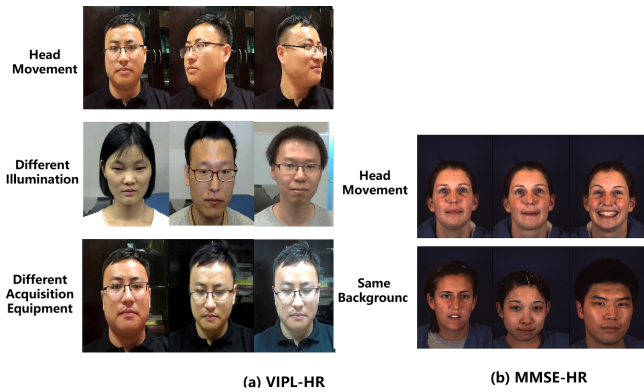 Head
Movement
Different
Illumination
Different
Acquisition
Equipment
(a) VIPL-HR
Head
Movement
Same
Backgrounc
(b) MMSE-HR